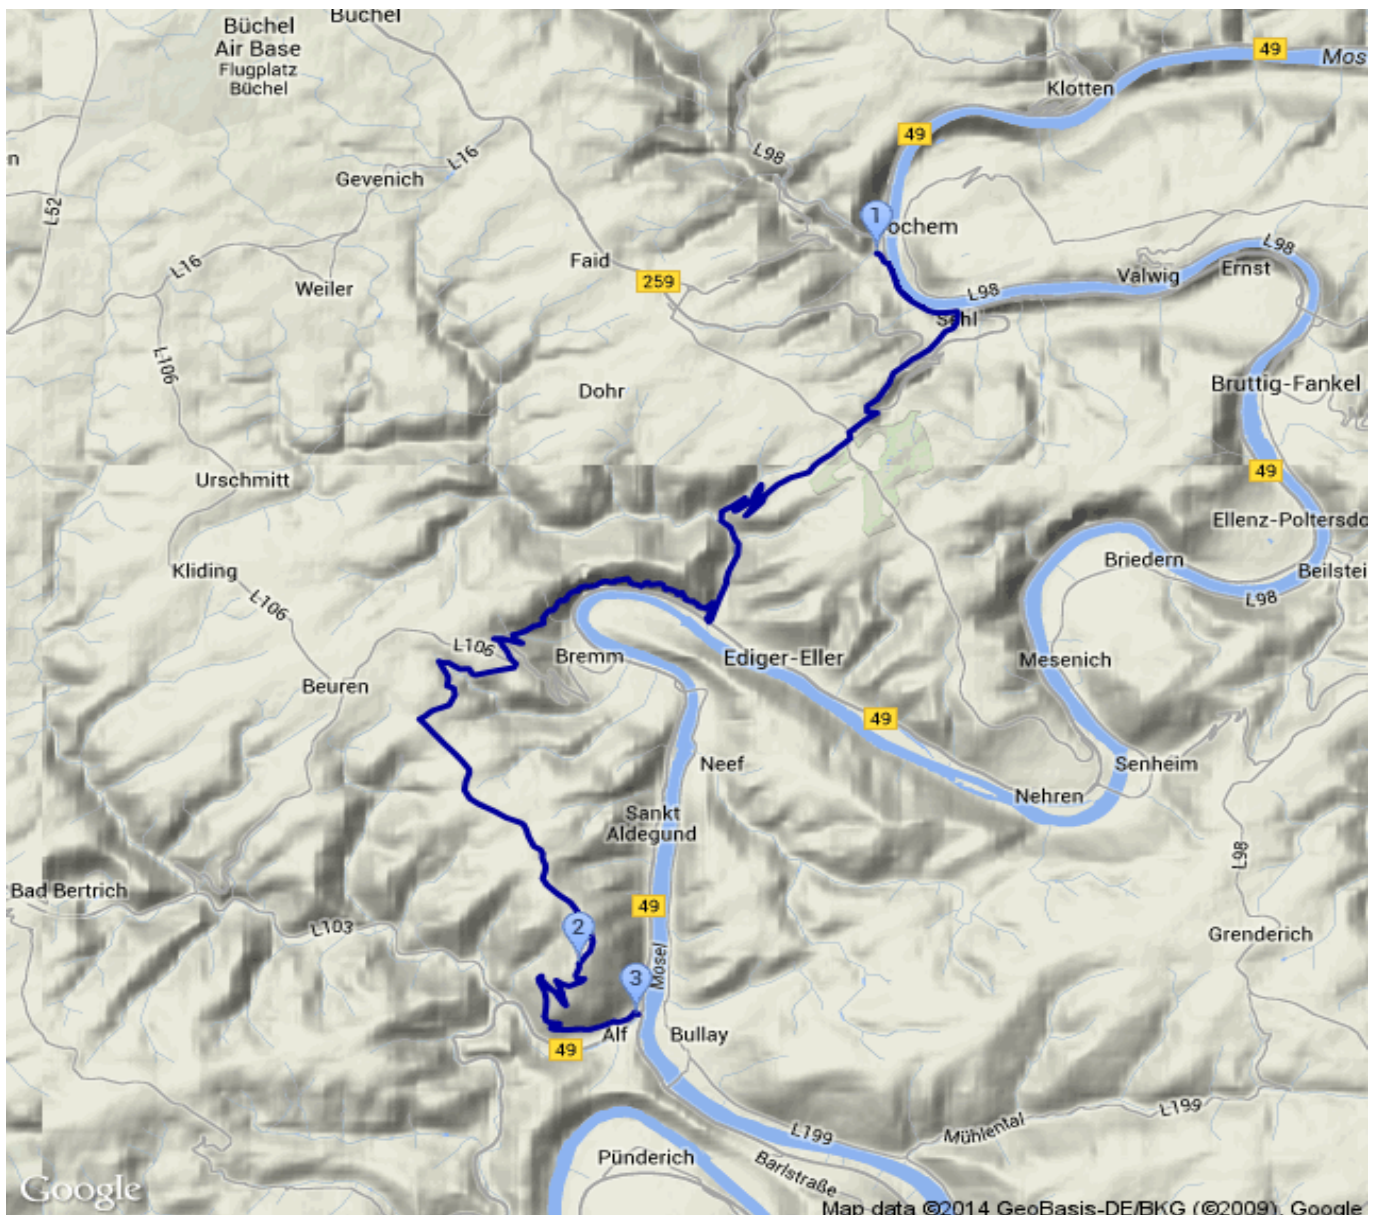 Büchel
Büchel
Air Base
Flugplatz
Büchel
49
Mos
Klotten
49
L98
L16
n
Gevenich
L52
1
ochem
L98
Faid
L16
259
Valwig
Ernst
Weiler
L98
Sehl
L106
Dohr
Bruttig-Fankel
49
Urschmitt
Ellenz-Poltersdo
Briedern
Beilstei
Kliding
L106
L98
L106
Bremm
Ediger-Eller
Mesenich
Beuren
49
Neef
Senheim
Nehren
Sankt
Aldegund
L98
Bad Bertrich
49
2
L103
Grenderich
Mosel
3
Alf
Bullay
49
L199
Mühlental
L199
Pünderich
Barlstraße
Google
Map data ©2014 GeoBasis-DE/BKG (©2009), Google